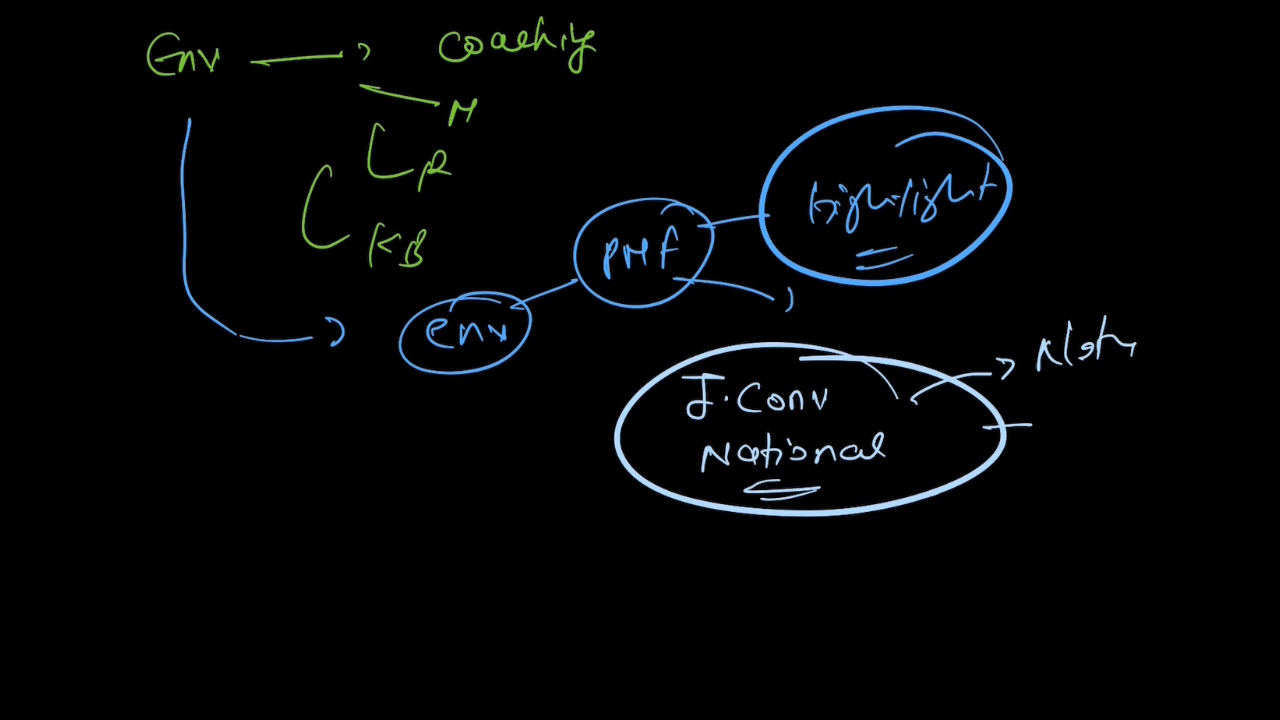 Env → Coaching
M
R
KB
Highlight
PMF
env
I. Conv
National